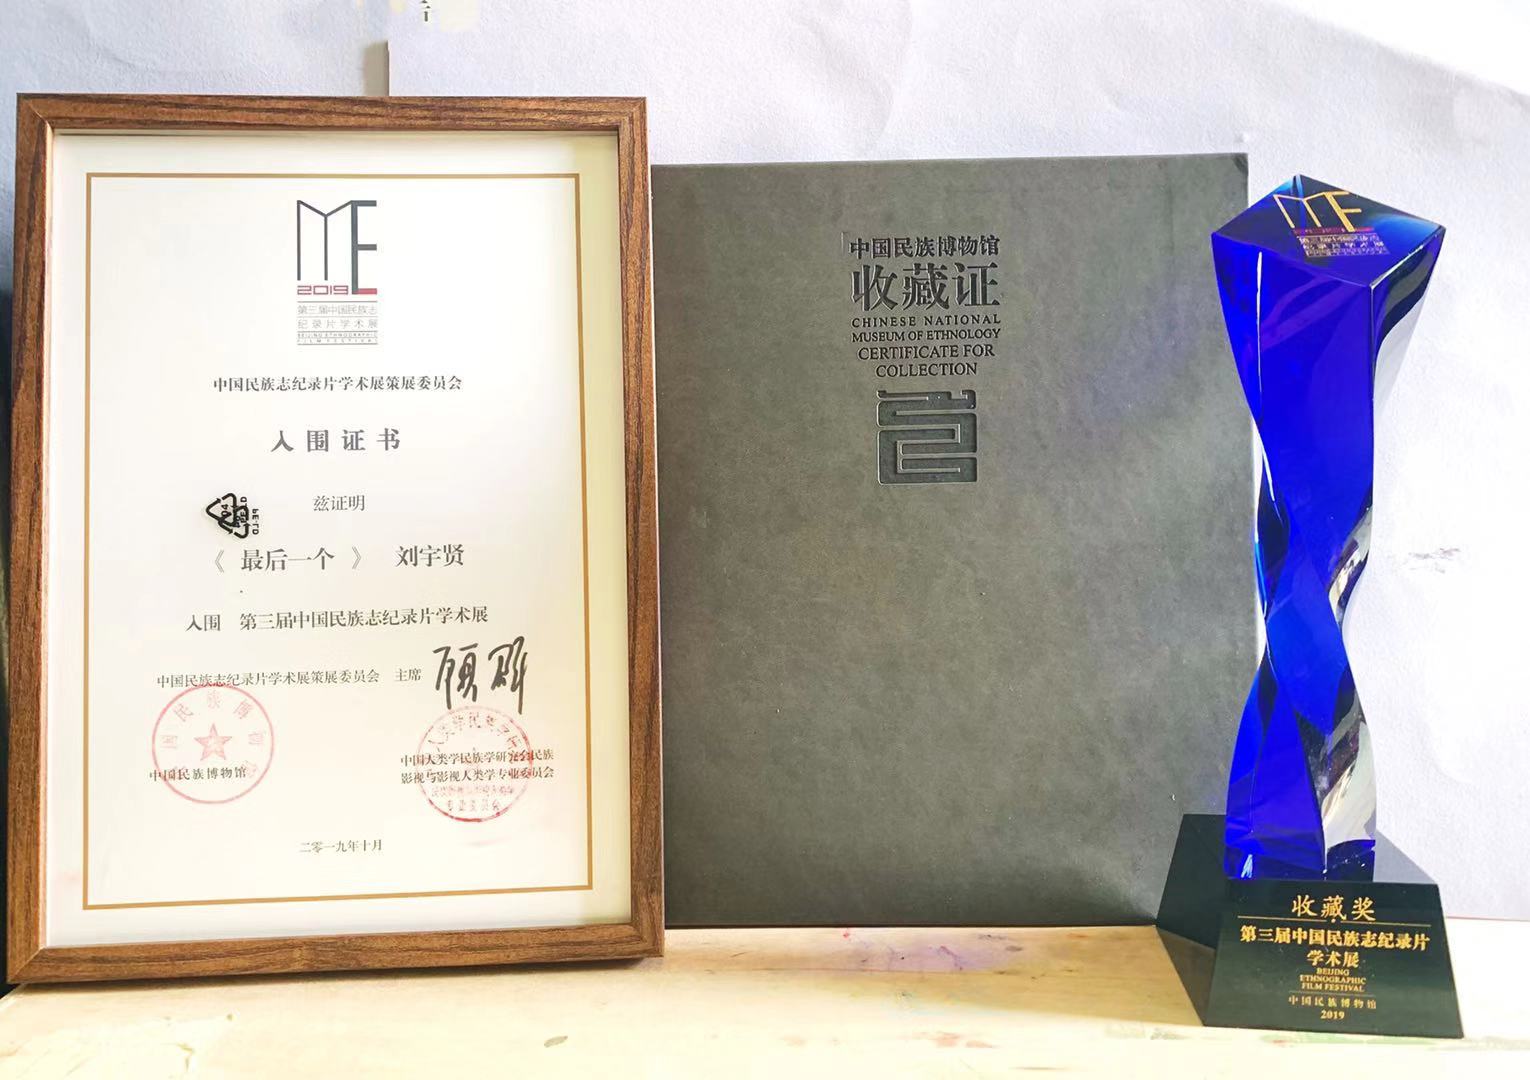 ME
2019
第三届中国民族志
纪录片学术展
BEIJING ETHNOGRAPHIC
FILM FESTIVAL
中国民族志纪录片学术展策展委员会
入围证书
兹证明
《 最后一个 》 刘宇贤
入围 第三届中国民族志纪录片学术展
中国民族志纪录片学术展策展委员会 主席
中国民族博物馆
中国人类学民族学研究会民族
影视与影视人类学专业委员会
专业委员会
二零一九年十月
中国民族博物馆
收藏证
CHINESE NATIONAL
MUSEUM OF ETHNOLOGY
CERTIFICATE FOR
COLLECTION
ME
收藏奖
第三届中国民族志纪录片
学术展
BEIJING
ETHNOGRAPHIC
FILM FESTIVAL
中国民族博物馆
2019